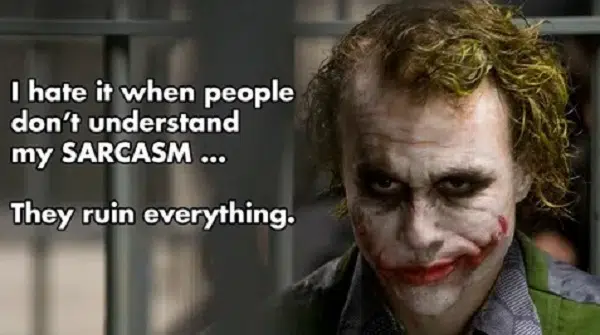 I hate it when people
don't understand
my SARCASM ...
They ruin everything.